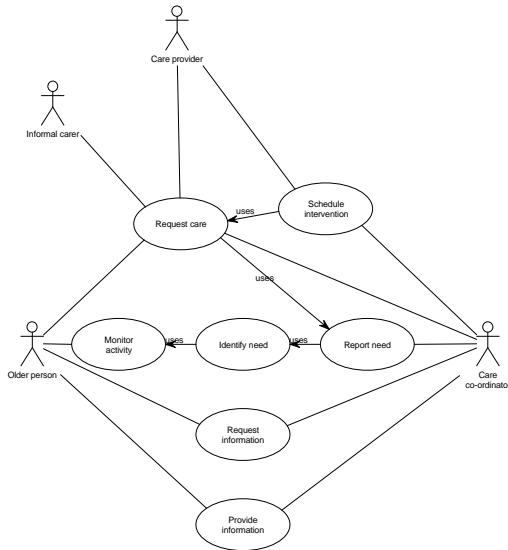 Care provider
Informal carer
Schedule
intervention
uses
Request care
uses
Monitor
activity
uses
Identify need
uses
Report need
Older person
Care
co-ordinato
Request
information
Provide
information